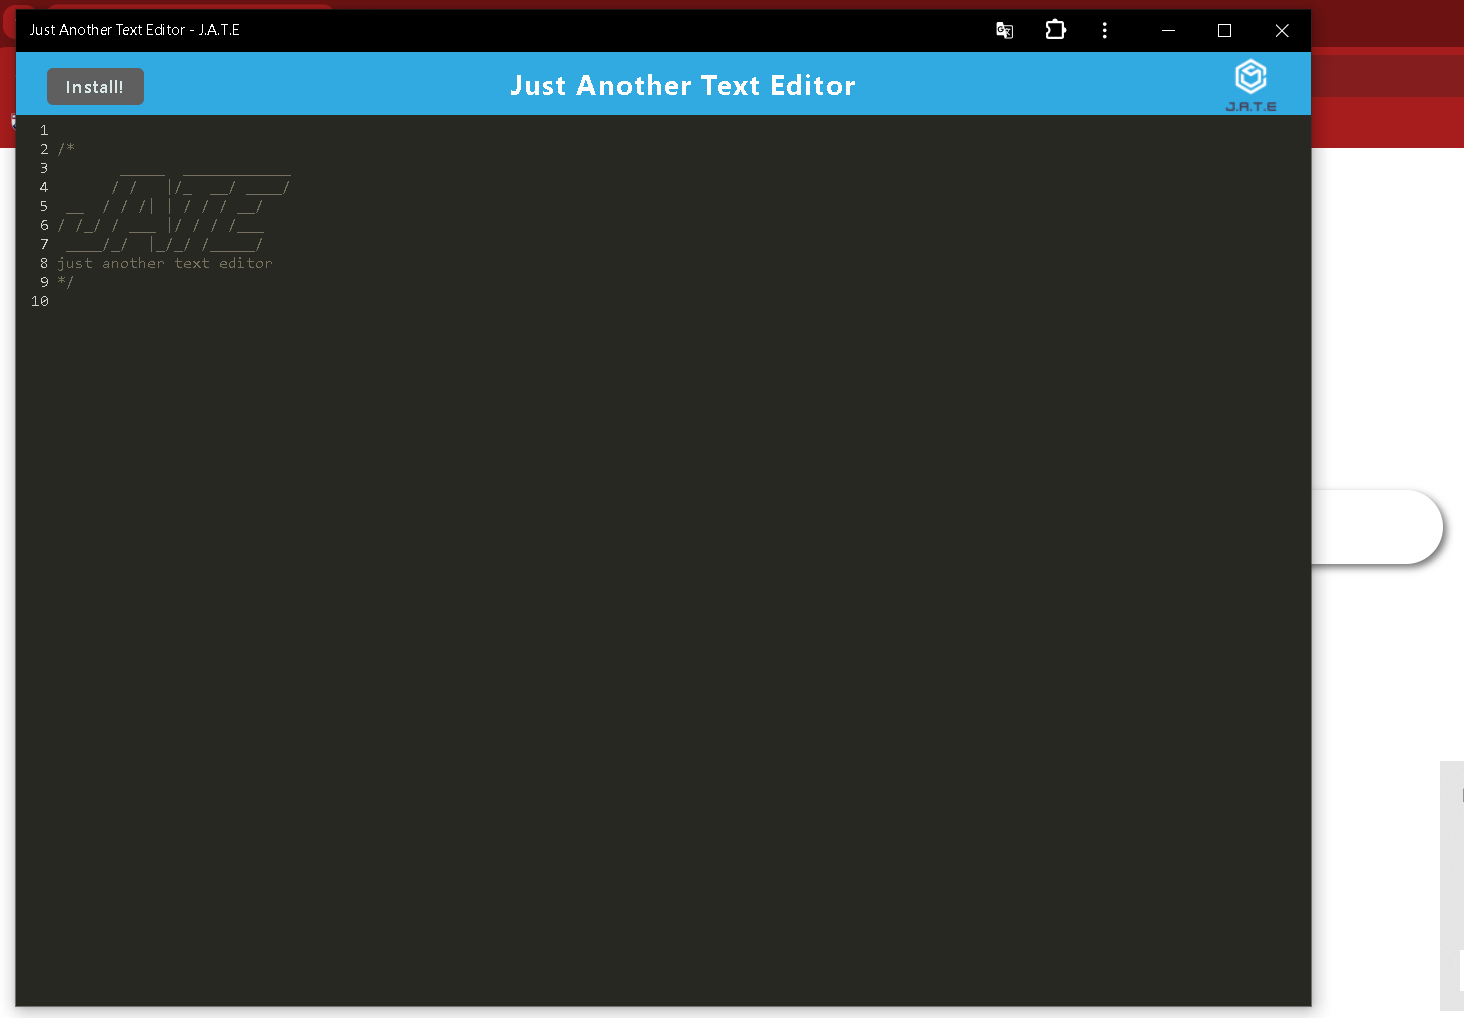 Just Another Text Editor - J.A.T.E
Install!
Just Another Text Editor
J.A.T.E
1
2 /*
3        _____  ____________
4       / /   |/_  __/ ____/
5  __  / / /| | / / / __/
6 / /_/ / ___ |/ / / /___
7  ____/_/  |_/_/ /_____/
8 just another text editor
9 */
10